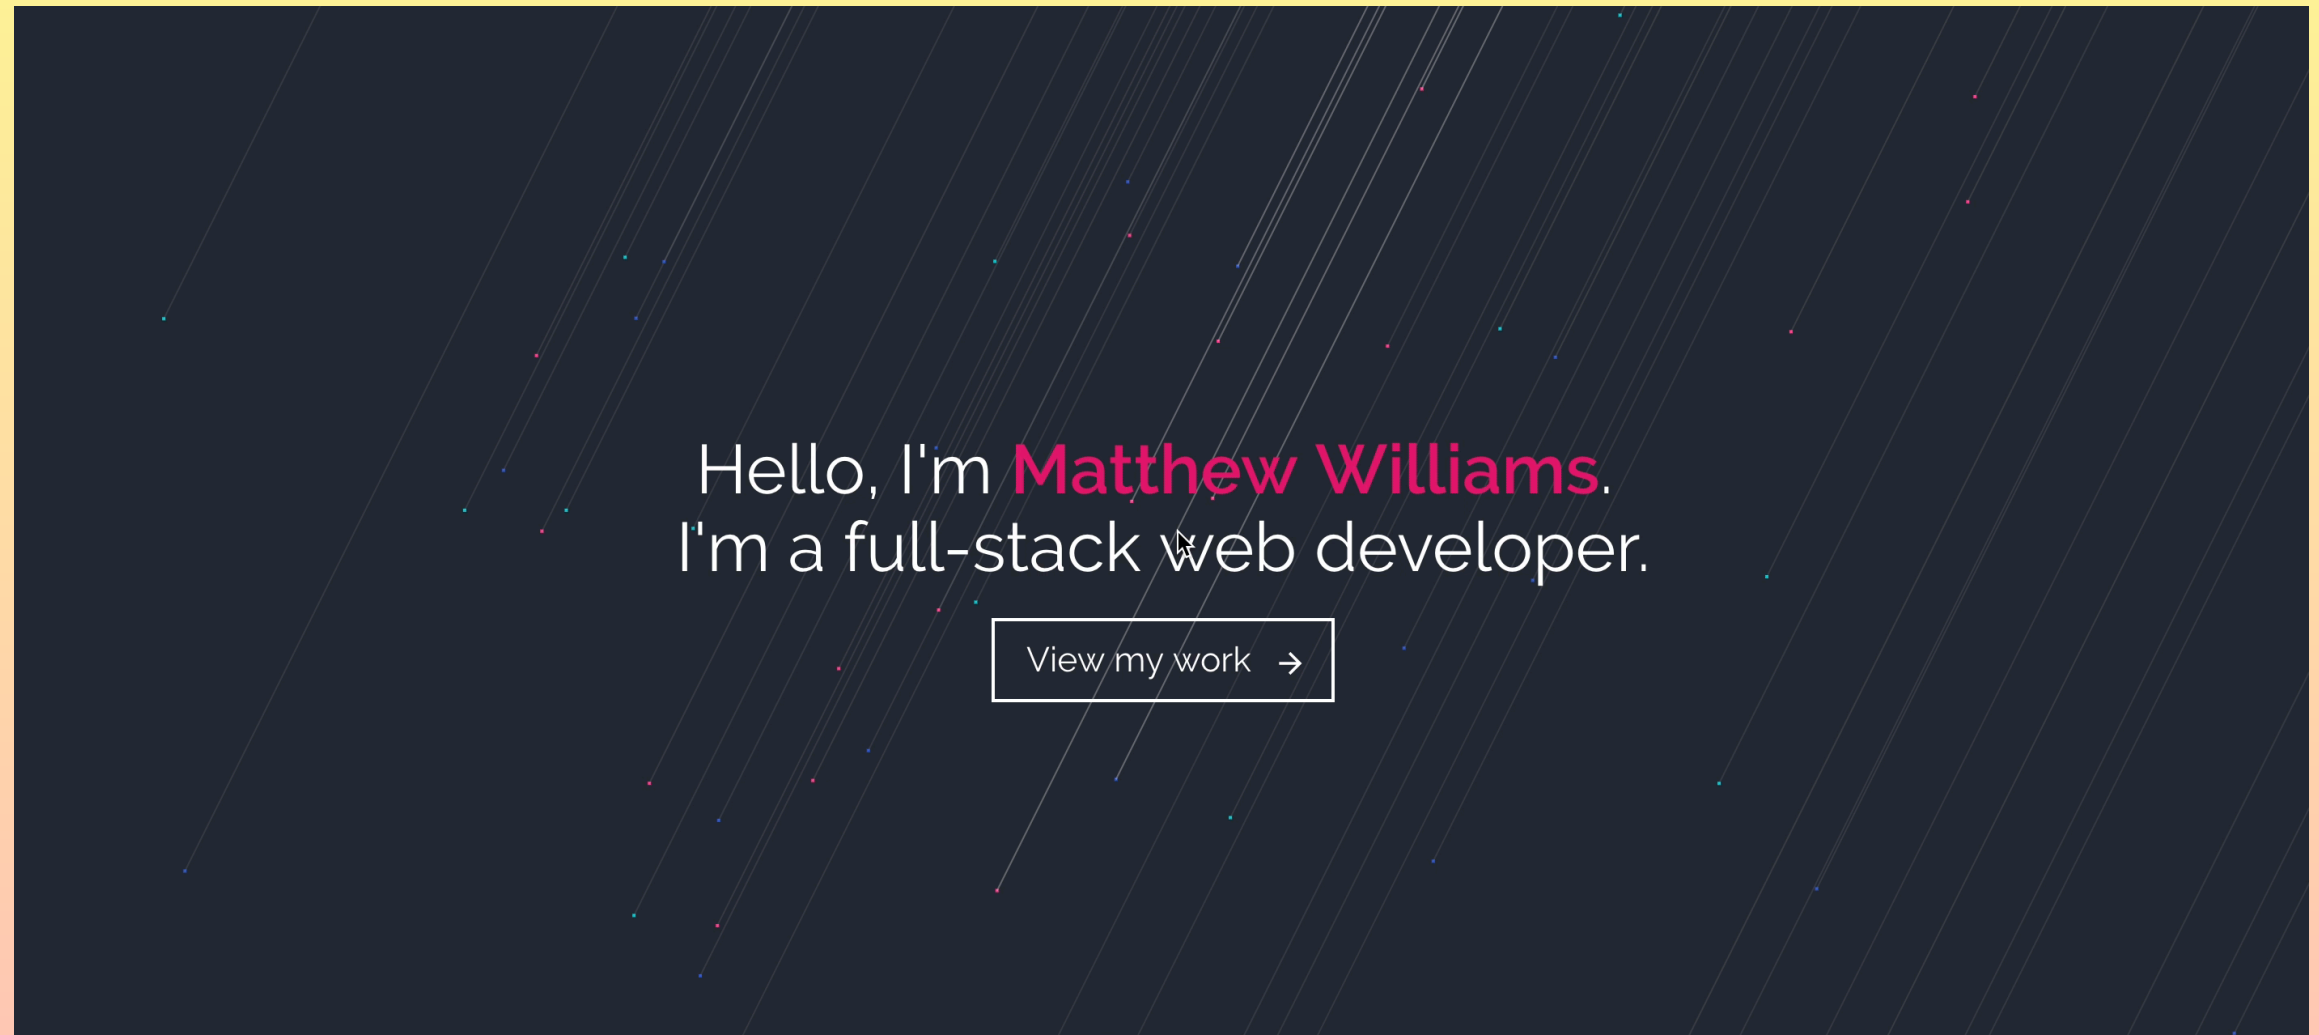 Hello, I'm Matthew Williams.
I'm a full-stack web developer.
View my work →